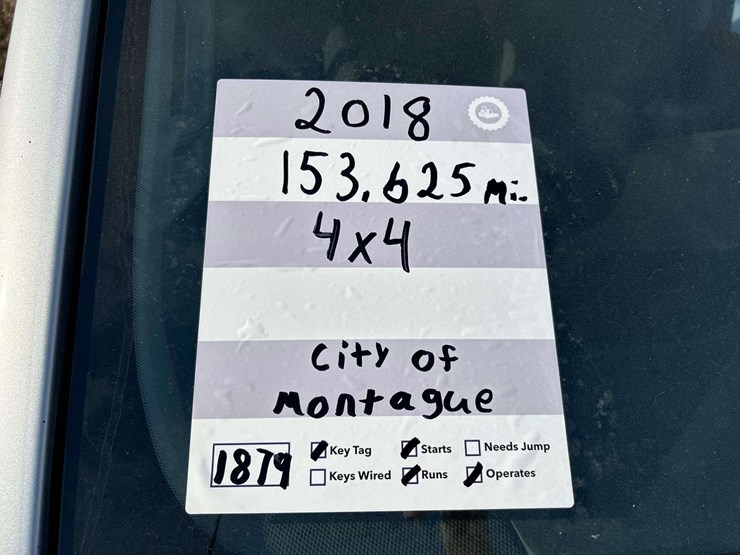 2018
153,625 Mi.
4x4
City of
Montague
1879
Key Tag Starts Needs Jump
Keys Wired Runs Operates